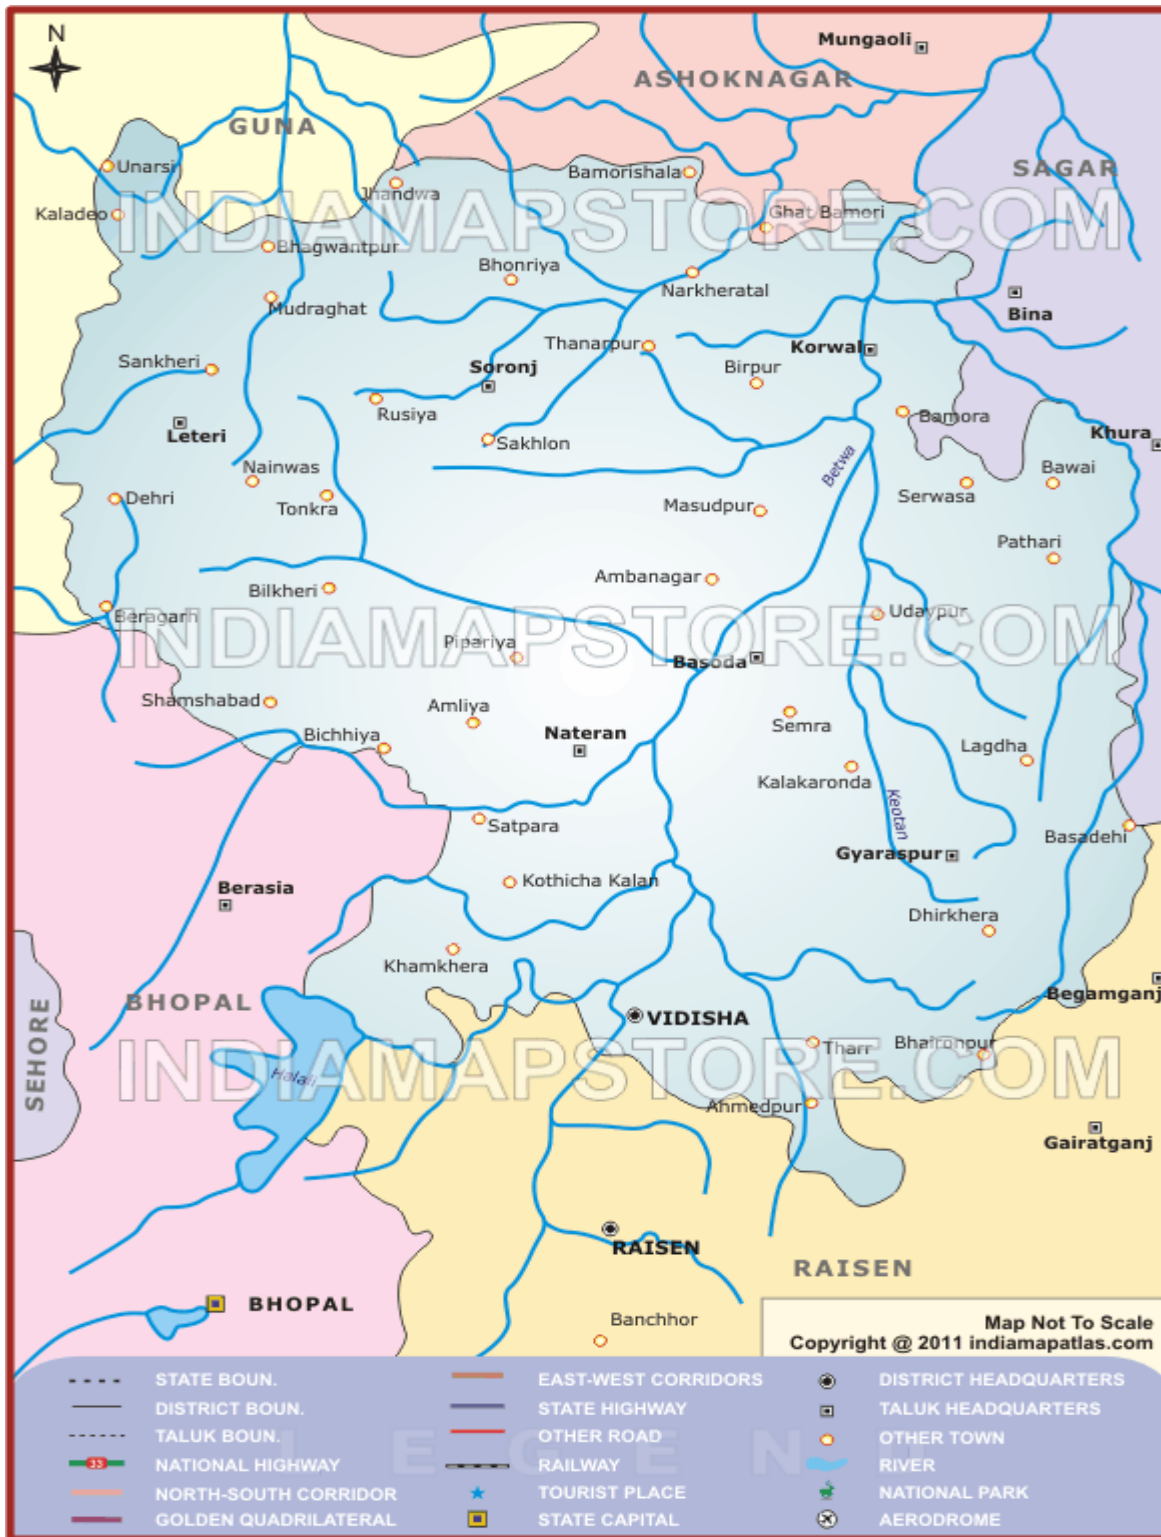 N
Mungaoli
ASHOKNAGAR
GUNA
SAGAR
Unarsi
Bamorishala
Jhandwa
INDIAMAPSTORE.COM
Kaladeo
Ghat Bamori
Bhagwantpur
Bhonriya
Narkheratal
Mudraghat
Bina
Thanarpur
Korwai
Sankheri
Soronj
Birpur
Rusiya
Bamora
Leteri
Khura
Sakhlon
Betwa
Nainwas
Bawai
Dehri
Serwasa
Tonkra
Masudpur
Pathari
Ambanagar
Bilkheri
Beragarh
Udaypur
INDIAMAPSTORE.COM
Pipariya
Basoda
Shamshabad
Amliya
Semra
Bichhiya
Nateran
Lagdha
Kalakaronda
Keotan
Satpara
Basadehi
Gyaraspur
Kothicha Kalan
Berasia
Dhirkhera
Khamkhera
Begamganj
BHOPAL
SEHORE
VIDISHA
Tharr
Bhaironpur
INDIAMAPSTORE.COM
Halali
Ahmedpur
Gairatganj
RAISEN
RAISEN
BHOPAL
Banchhor
Map Not To Scale
Copyright @ 2011 indiamapatlas.com
LEGEND
STATE BOUN.
EAST-WEST CORRIDORS
DISTRICT HEADQUARTERS
DISTRICT BOUN.
STATE HIGHWAY
TALUK HEADQUARTERS
TALUK BOUN.
OTHER ROAD
OTHER TOWN
33
NATIONAL HIGHWAY
RAILWAY
RIVER
NORTH-SOUTH CORRIDOR
TOURIST PLACE
NATIONAL PARK
GOLDEN QUADRILATERAL
STATE CAPITAL
AERODROME